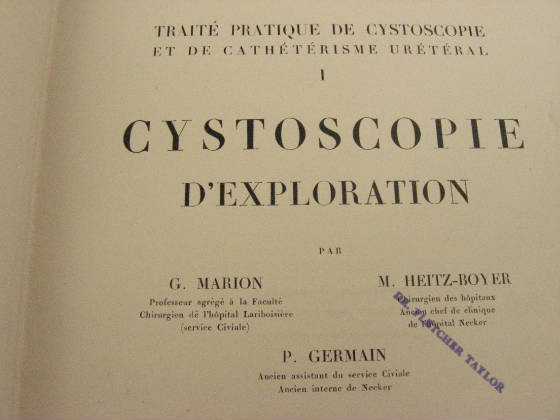 TRAITÉ PRATIQUE DE CYSTOSCOPIE
ET DE CATHÉTÉRISME URÉTÉRAL
I
CYSTOSCOPIE
D'EXPLORATION
PAR
G. MARION
Professeur agrégé à la Faculté
Chirurgien de l'hôpital Lariboisière
(service Civiale)
M. HEITZ-BOYER
Chirurgien des hôpitaux
Ancien chef de clinique
de l'hôpital Necker
P. GERMAIN
Ancien assistant du service Civiale
Ancien interne de Necker
DR. FLETCHER TAYLOR